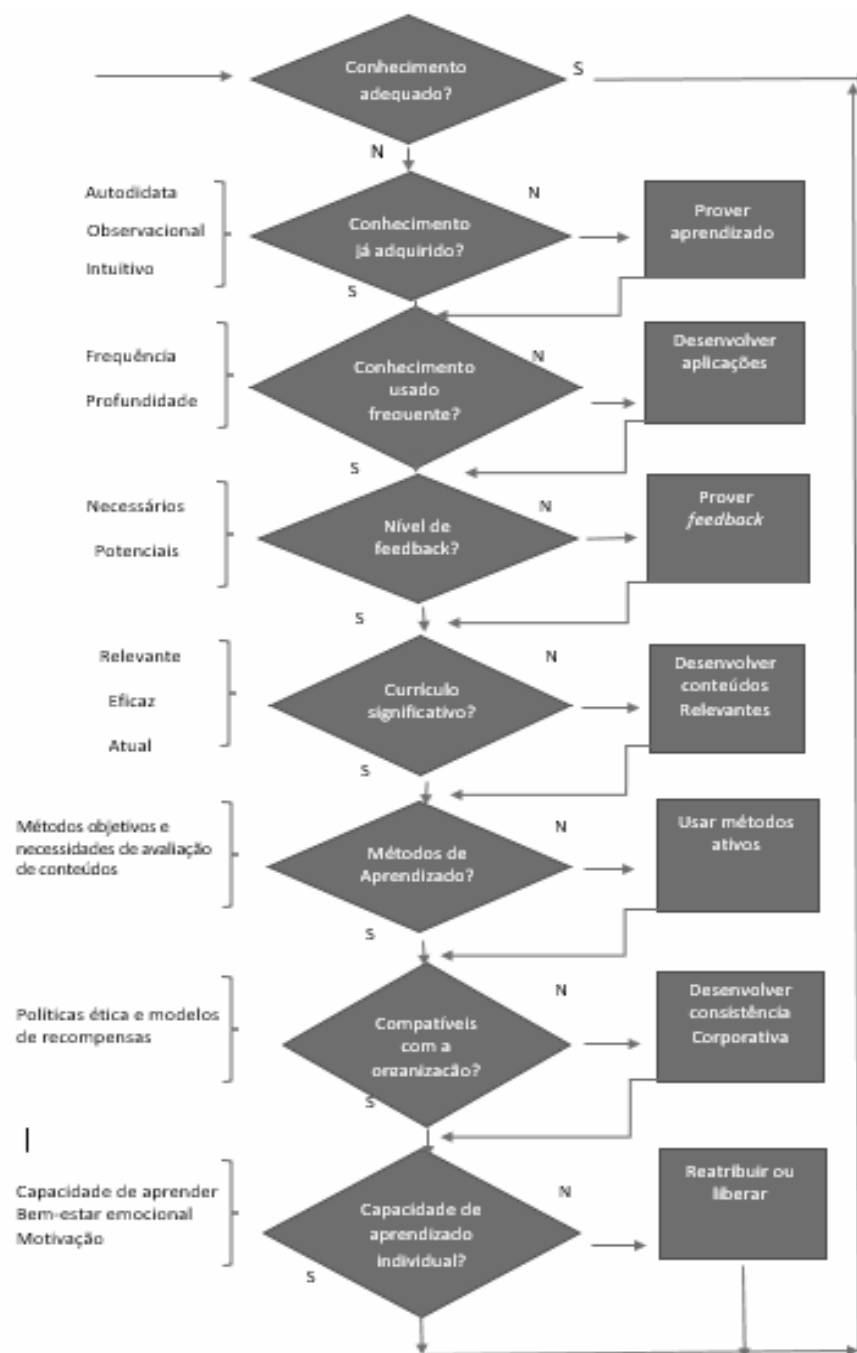 Conhecimento
adequado?
S
N
Autodidata
Observacional
Intuitivo
Conhecimento
já adquirido?
N
S
Prover
aprendizado
Frequência
Profundidade
Conhecimento
usado
frequente?
N
S
Desenvolver
aplicações
Necessários
Potenciais
Nível de
feedback?
N
S
Prover
feedback
Relevante
Eficaz
Atual
Currículo
significativo?
N
S
Desenvolver
conteúdos
Relevantes
Métodos objetivos e
necessidades de avaliação
de conteúdos
Métodos de
Aprendizado?
N
S
Usar métodos
ativos
Políticas ética e modelos
de recompensas
Compatíveis
com a
organização?
N
S
Desenvolver
consistência
Corporativa
Capacidade de aprender
Bem-estar emocional
Motivação
Capacidade de
aprendizado
individual?
N
S
Reatribuir ou
liberar